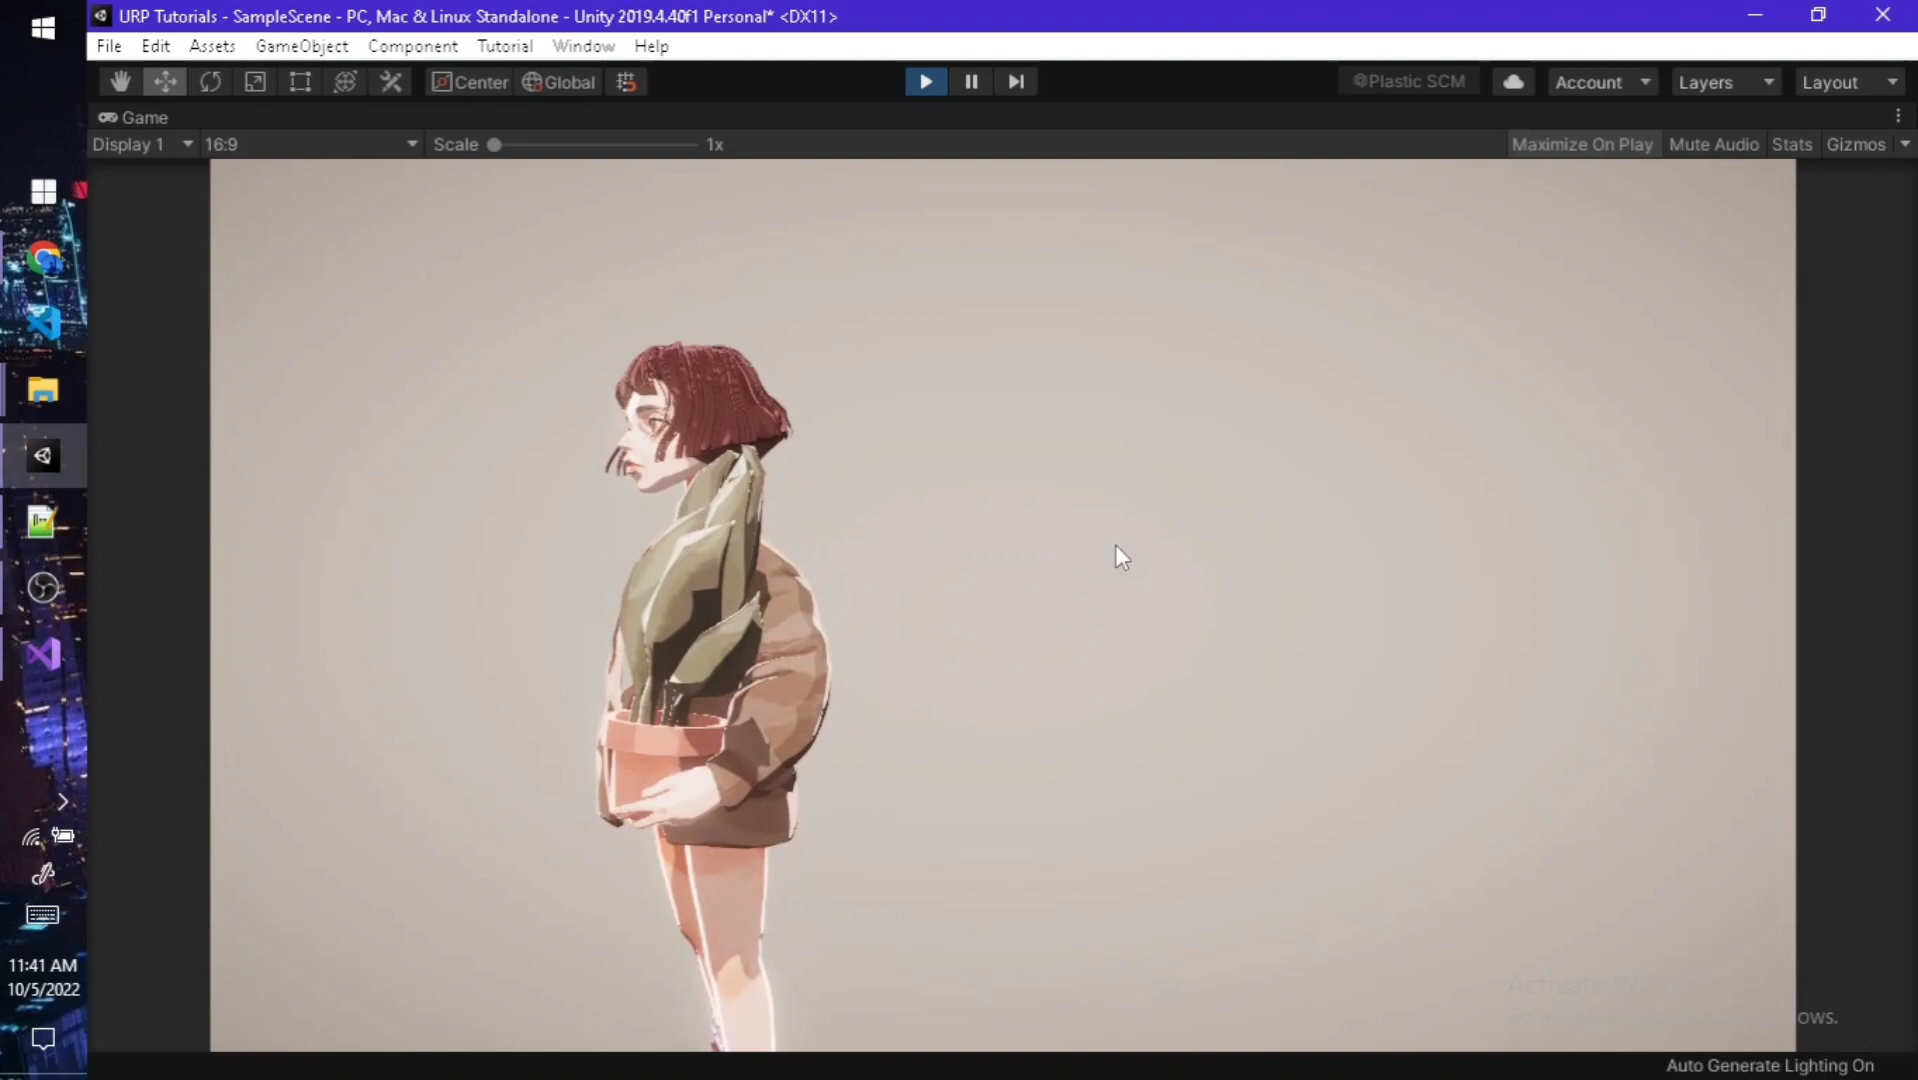 URP Tutorials - SampleScene - PC, Mac & Linux Standalone - Unity 2019.4.40f1 Personal* <DX11>
File Edit Assets GameObject Component Tutorial Window Help
Center Global Plastic SCM Account Layers Layout
Game
Display 1 16:9 Scale 1x Maximize On Play Mute Audio Stats Gizmos
11:41 AM
10/5/2022
Activate
ows.
Auto Generate Lighting On